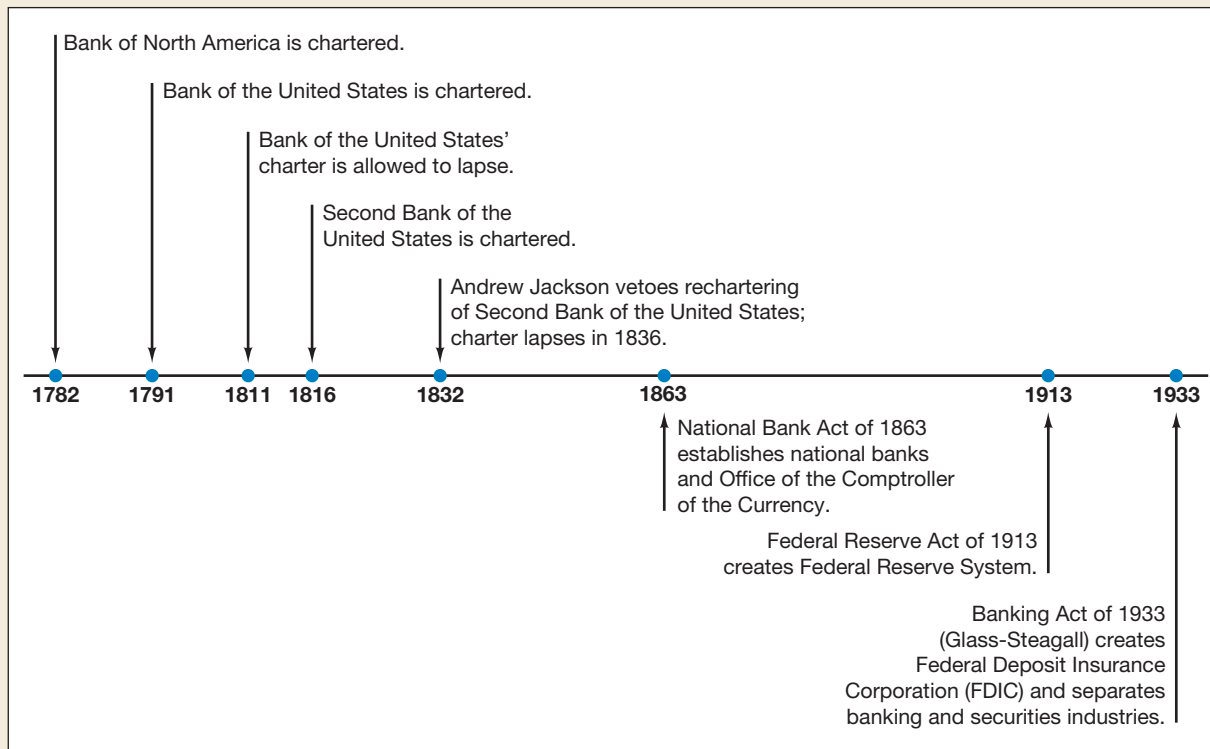 Bank of North America is chartered.
Bank of the United States is chartered.
Bank of the United States'
charter is allowed to lapse.
Second Bank of the
United States is chartered.
Andrew Jackson vetoes rechartering
of Second Bank of the United States;
charter lapses in 1836.
1782 1791 1811 1816 1832 1863 1913 1933
National Bank Act of 1863
establishes national banks
and Office of the Comptroller
of the Currency.
Federal Reserve Act of 1913
creates Federal Reserve System.
Banking Act of 1933
(Glass-Steagall) creates
Federal Deposit Insurance
Corporation (FDIC) and separates
banking and securities industries.